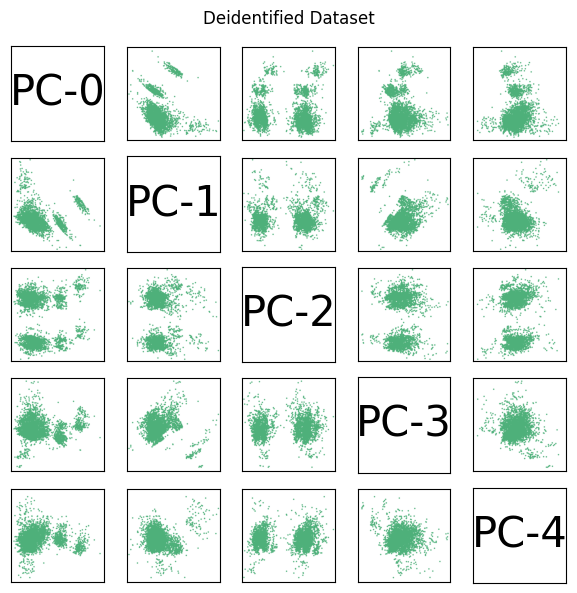 Deidentified Dataset
PC-0
PC-1
PC-2
PC-3
PC-4